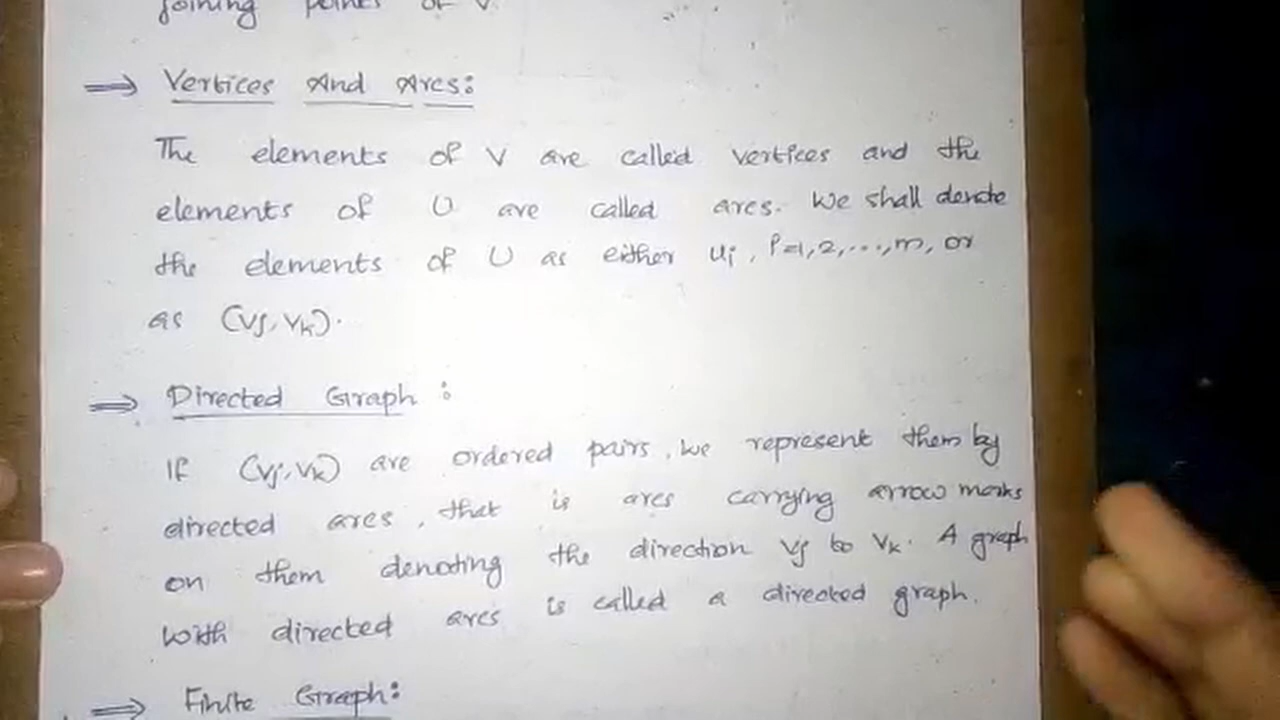 joining points of V.
⇒ Vertices And Arcs:
The elements of V are called vertices and the
elements of U are called arcs. We shall denote
the elements of U as either uᵢ, i=1,2,...,m, or
as (vj, vk).
⇒ Directed Graph :
If (vj, vk) are ordered pairs, we represent them by
directed arcs, that is arcs carrying arrow marks
on them denoting the direction vj to vk. A graph
with directed arcs is called a directed graph.
⇒ Finite Graph: